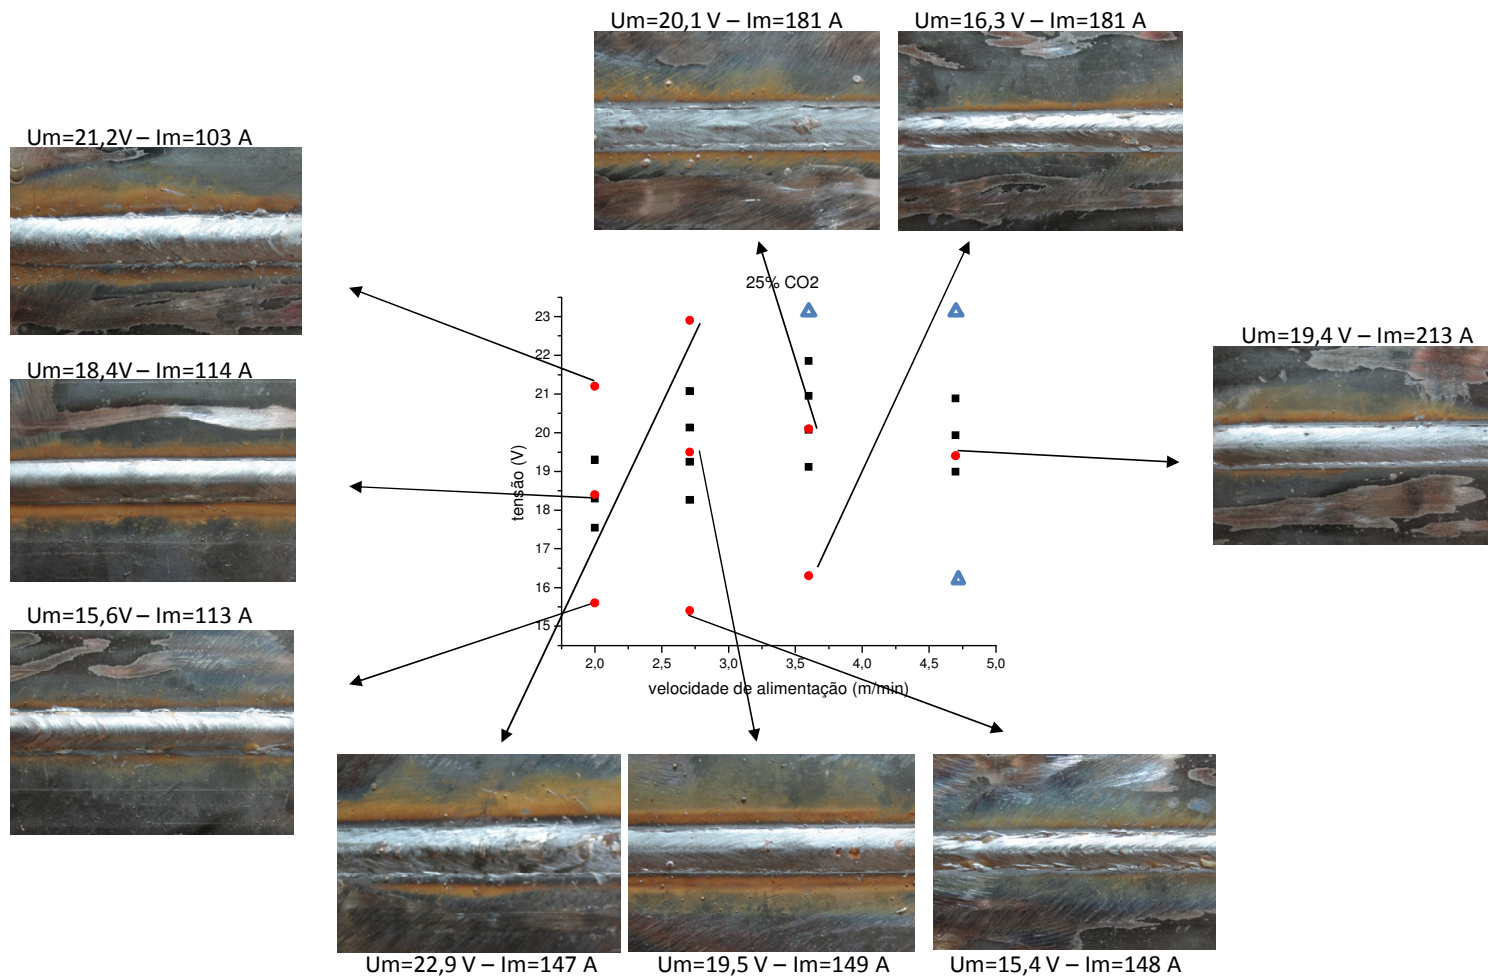 Um=20,1 V – Im=181 A
Um=16,3 V – Im=181 A
Um=21,2V – Im=103 A
Um=18,4V – Im=114 A
Um=15,6V – Im=113 A
Um=19,4 V – Im=213 A
25% CO2
23
22
21
20
19
18
17
16
15
tensão (V)
2,0 2,5 3,0 3,5 4,0 4,5 5,0
velocidade de alimentação (m/min)
Um=22,9 V – Im=147 A
Um=19,5 V – Im=149 A
Um=15,4 V – Im=148 A